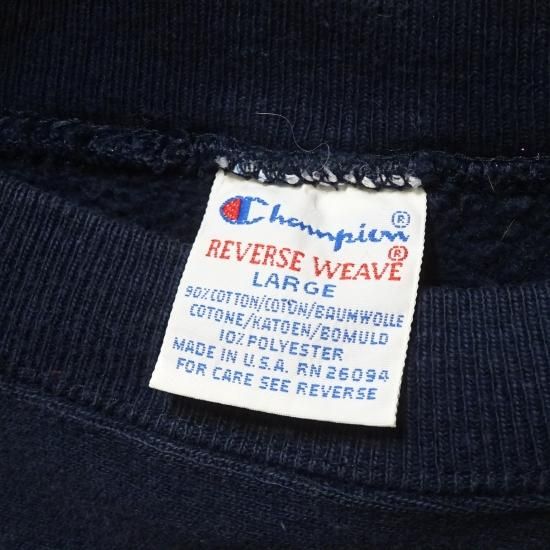 Champion®
REVERSE WEAVE®
LARGE
90% COTTON/COTON/BAUMWOLLE
COTONE/KATOEN/BOMULD
10% POLYESTER
MADE IN U.S.A. RN 26094
FOR CARE SEE REVERSE